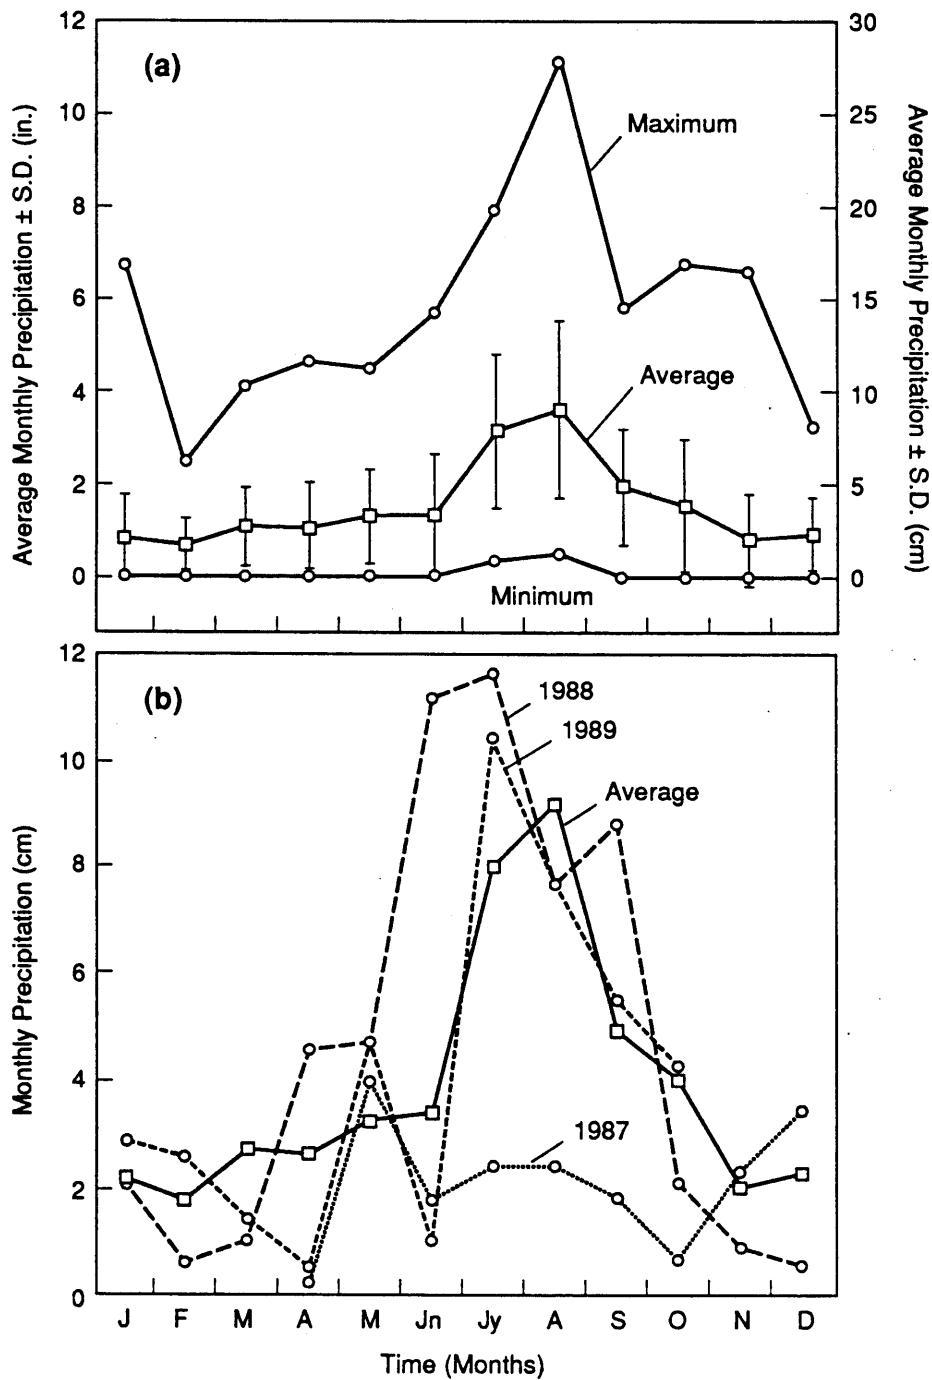 (a)
Average Monthly Precipitation ± S.D. (in.)
12
10
8
6
4
2
0
30
25
20
15
10
5
0
Average Monthly Precipitation ± S.D. (cm)
Maximum
Average
Minimum
(b)
Monthly Precipitation (cm)
12
10
8
6
4
2
0
1988
1989
Average
1987
J F M A M Jn Jy A S O N D
Time (Months)